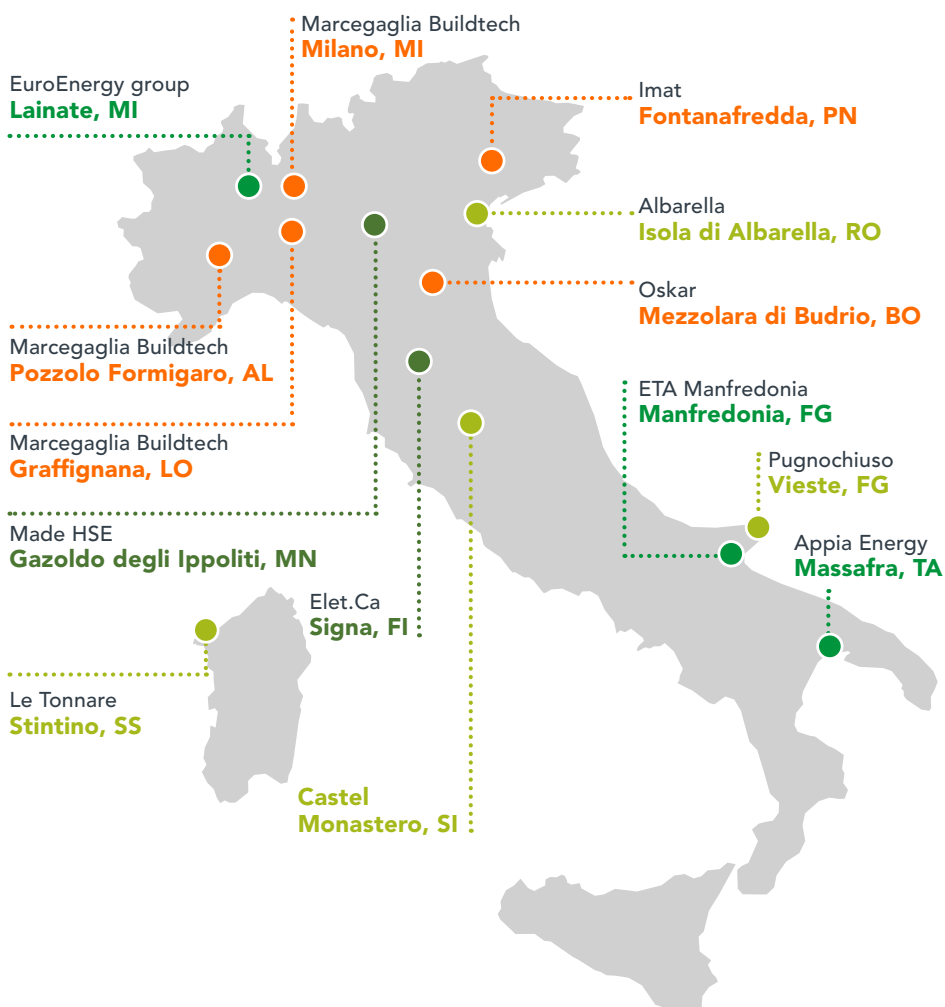 Marcegaglia Buildtech
Milano, MI
EuroEnergy group
Lainate, MI
Imat
Fontanafredda, PN
Albarella
Isola di Albarella, RO
Oskar
Mezzolara di Budrio, BO
Marcegaglia Buildtech
Pozzolo Formigaro, AL
ETA Manfredonia
Manfredonia, FG
Marcegaglia Buildtech
Graffignana, LO
Pugnochiuso
Vieste, FG
Made HSE
Gazoldo degli Ippoliti, MN
Appia Energy
Massafra, TA
Elet.Ca
Signa, FI
Le Tonnare
Stintino, SS
Castel
Monastero, SI